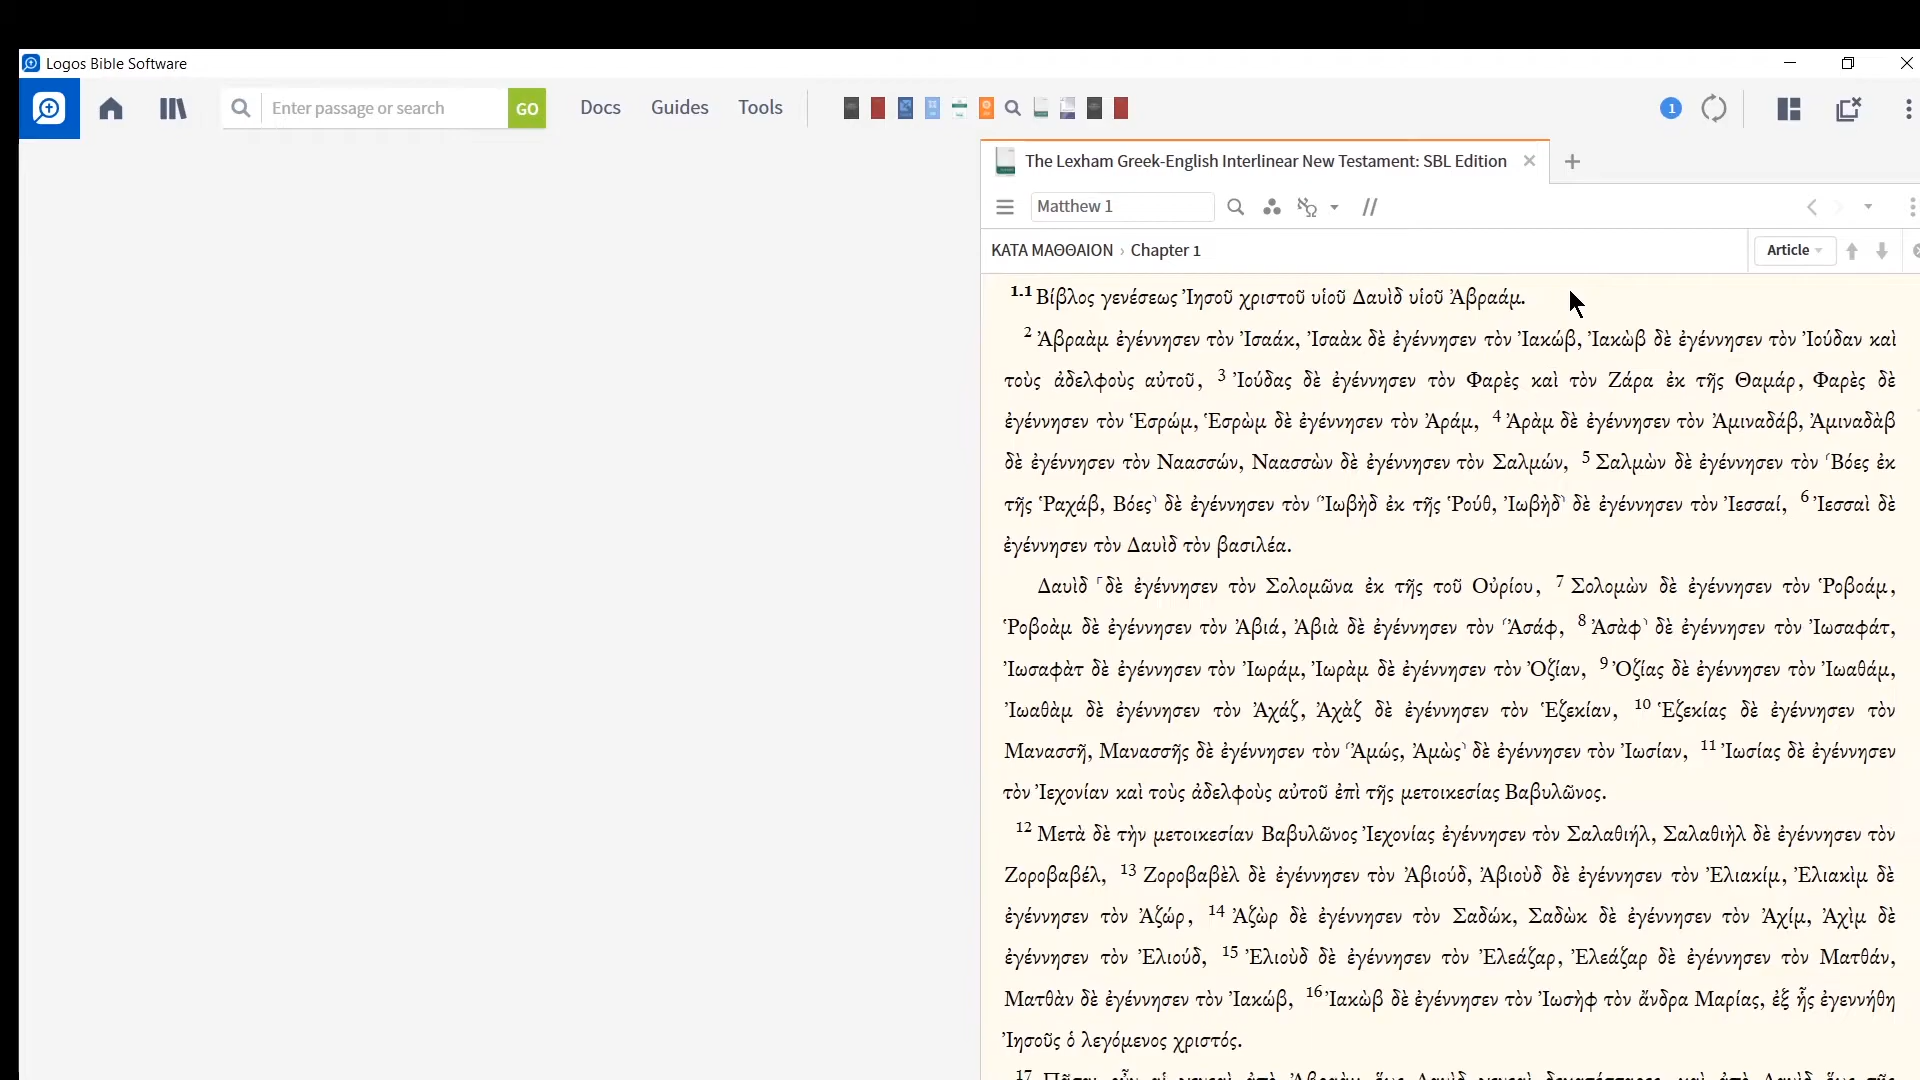 Logos Bible Software
Enter passage or search GO Docs Guides Tools 1
The Lexham Greek-English Interlinear New Testament: SBL Edition
Matthew 1
ΚΑΤΑ ΜΑΘΘΑΙΟΝ › Chapter 1 Article
1.1 Βίβλος γενέσεως Ἰησοῦ χριστοῦ υἱοῦ Δαυὶδ υἱοῦ Ἀβραάμ.
2 Ἀβραὰμ ἐγέννησεν τὸν Ἰσαάκ, Ἰσαὰκ δὲ ἐγέννησεν τὸν Ἰακώβ, Ἰακὼβ δὲ ἐγέννησεν τὸν Ἰούδαν καὶ
τοὺς ἀδελφοὺς αὐτοῦ, 3 Ἰούδας δὲ ἐγέννησεν τὸν Φαρὲς καὶ τὸν Ζάρα ἐκ τῆς Θαμάρ, Φαρὲς δὲ
ἐγέννησεν τὸν Ἑσρώμ, Ἑσρὼμ δὲ ἐγέννησεν τὸν Ἀράμ, 4 Ἀρὰμ δὲ ἐγέννησεν τὸν Ἀμιναδάβ, Ἀμιναδὰβ
δὲ ἐγέννησεν τὸν Ναασσών, Ναασσὼν δὲ ἐγέννησεν τὸν Σαλμών, 5 Σαλμὼν δὲ ἐγέννησεν τὸν ⸂Βόες ἐκ
τῆς Ῥαχάβ, Βόες⸃ δὲ ἐγέννησεν τὸν ⸂Ἰωβὴδ ἐκ τῆς Ῥούθ, Ἰωβὴδ⸃ δὲ ἐγέννησεν τὸν Ἰεσσαί, 6 Ἰεσσαὶ δὲ
ἐγέννησεν τὸν Δαυὶδ τὸν βασιλέα.
Δαυὶδ ⸀δὲ ἐγέννησεν τὸν Σολομῶνα ἐκ τῆς τοῦ Οὐρίου, 7 Σολομὼν δὲ ἐγέννησεν τὸν Ῥοβοάμ,
Ῥοβοὰμ δὲ ἐγέννησεν τὸν Ἀβιά, Ἀβιὰ δὲ ἐγέννησεν τὸν ⸂Ἀσάφ, 8 Ἀσὰφ⸃ δὲ ἐγέννησεν τὸν Ἰωσαφάτ,
Ἰωσαφὰτ δὲ ἐγέννησεν τὸν Ἰωράμ, Ἰωρὰμ δὲ ἐγέννησεν τὸν Ὀζίαν, 9 Ὀζίας δὲ ἐγέννησεν τὸν Ἰωαθάμ,
Ἰωαθὰμ δὲ ἐγέννησεν τὸν Ἀχάζ, Ἀχὰζ δὲ ἐγέννησεν τὸν Ἑζεκίαν, 10 Ἑζεκίας δὲ ἐγέννησεν τὸν
Μανασσῆ, Μανασσῆς δὲ ἐγέννησεν τὸν ⸂Ἀμώς, Ἀμὼς⸃ δὲ ἐγέννησεν τὸν Ἰωσίαν, 11 Ἰωσίας δὲ ἐγέννησεν
τὸν Ἰεχονίαν καὶ τοὺς ἀδελφοὺς αὐτοῦ ἐπὶ τῆς μετοικεσίας Βαβυλῶνος.
12 Μετὰ δὲ τὴν μετοικεσίαν Βαβυλῶνος Ἰεχονίας ἐγέννησεν τὸν Σαλαθιήλ, Σαλαθιὴλ δὲ ἐγέννησεν τὸν
Ζοροβαβέλ, 13 Ζοροβαβὲλ δὲ ἐγέννησεν τὸν Ἀβιούδ, Ἀβιοὺδ δὲ ἐγέννησεν τὸν Ἐλιακίμ, Ἐλιακὶμ δὲ
ἐγέννησεν τὸν Ἀζώρ, 14 Ἀζὼρ δὲ ἐγέννησεν τὸν Σαδώκ, Σαδὼκ δὲ ἐγέννησεν τὸν Ἀχίμ, Ἀχὶμ δὲ
ἐγέννησεν τὸν Ἐλιούδ, 15 Ἐλιοὺδ δὲ ἐγέννησεν τὸν Ἐλεάζαρ, Ἐλεάζαρ δὲ ἐγέννησεν τὸν Ματθάν,
Ματθὰν δὲ ἐγέννησεν τὸν Ἰακώβ, 16 Ἰακὼβ δὲ ἐγέννησεν τὸν Ἰωσὴφ τὸν ἄνδρα Μαρίας, ἐξ ἧς ἐγεννήθη
Ἰησοῦς ὁ λεγόμενος χριστός.